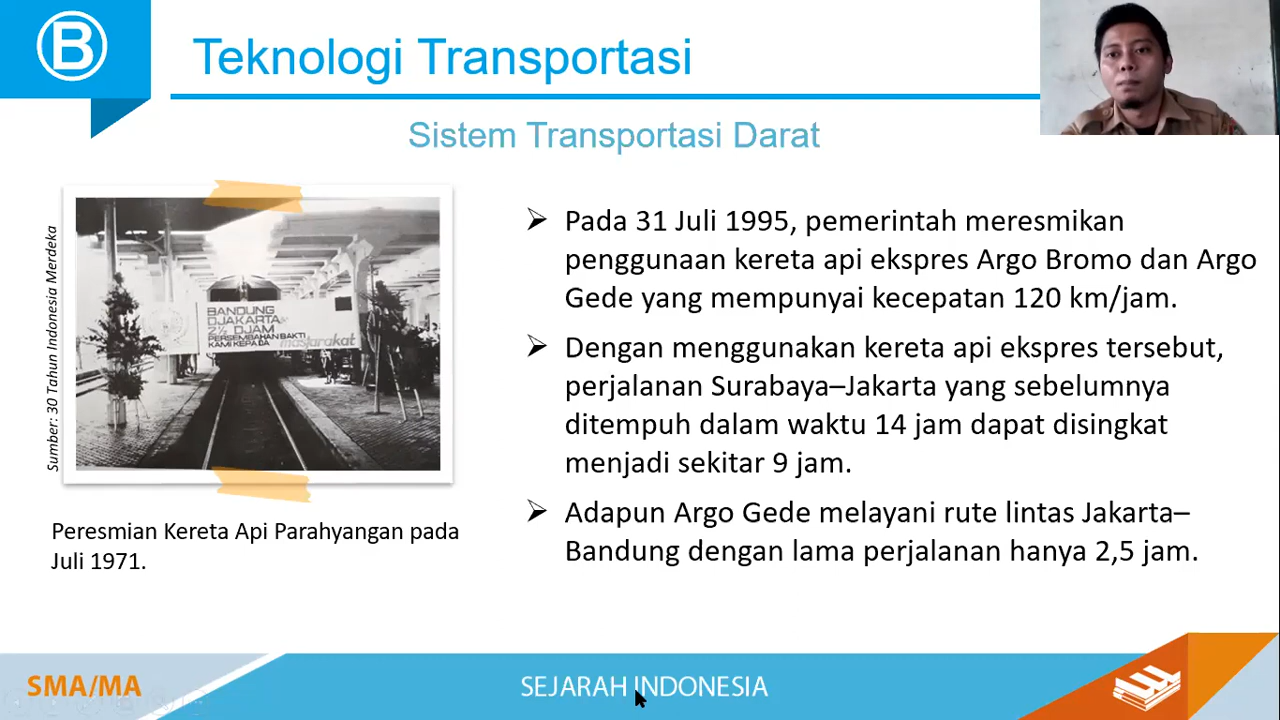 B
Teknologi Transportasi
Sistem Transportasi Darat
Sumber: 30 Tahun Indonesia Merdeka
BANDUNG
DJAKARTA
2½ DJAM
PERSEMBAHAN BAKTI
KAMI KEPADA masjarakat
Peresmian Kereta Api Parahyangan pada
Juli 1971.
➢ Pada 31 Juli 1995, pemerintah meresmikan
penggunaan kereta api ekspres Argo Bromo dan Argo
Gede yang mempunyai kecepatan 120 km/jam.
➢ Dengan menggunakan kereta api ekspres tersebut,
perjalanan Surabaya–Jakarta yang sebelumnya
ditempuh dalam waktu 14 jam dapat disingkat
menjadi sekitar 9 jam.
➢ Adapun Argo Gede melayani rute lintas Jakarta–
Bandung dengan lama perjalanan hanya 2,5 jam.
SMA/MA
SEJARAH INDONESIA